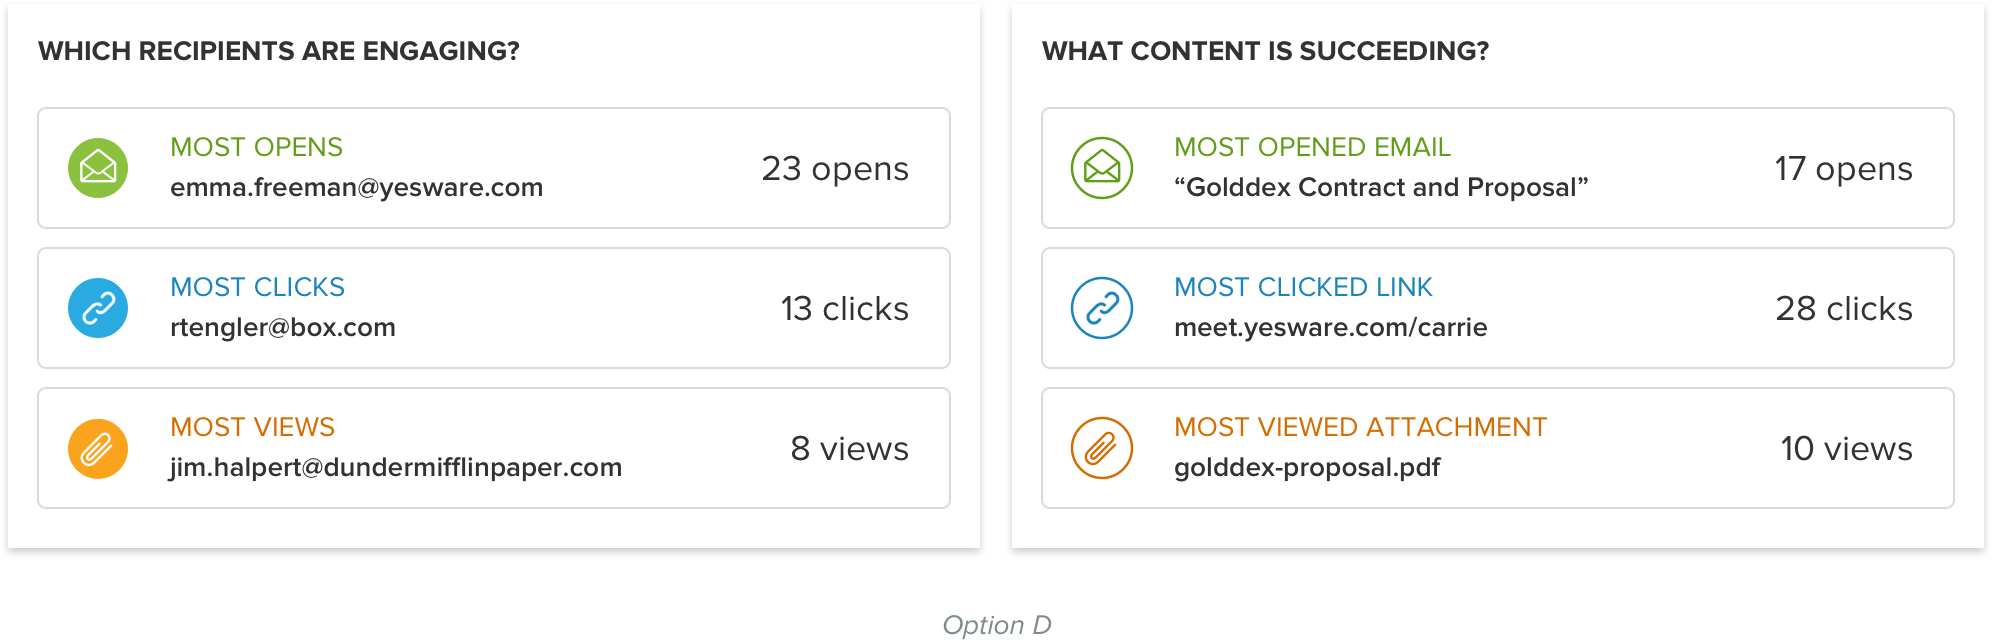 WHICH RECIPIENTS ARE ENGAGING?
MOST OPENS
emma.freeman@yesware.com
23 opens
MOST CLICKS
rtengler@box.com
13 clicks
MOST VIEWS
jim.halpert@dundermifflinpaper.com
8 views
WHAT CONTENT IS SUCCEEDING?
MOST OPENED EMAIL
“Golddex Contract and Proposal”
17 opens
MOST CLICKED LINK
meet.yesware.com/carrie
28 clicks
MOST VIEWED ATTACHMENT
golddex-proposal.pdf
10 views
Option D